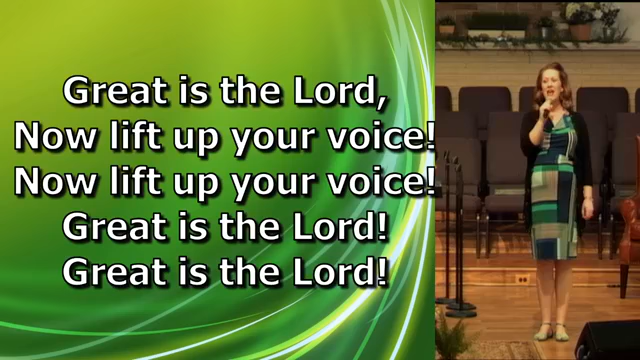 Great is the Lord,
Now lift up your voice!
Now lift up your voice!
Great is the Lord!
Great is the Lord!